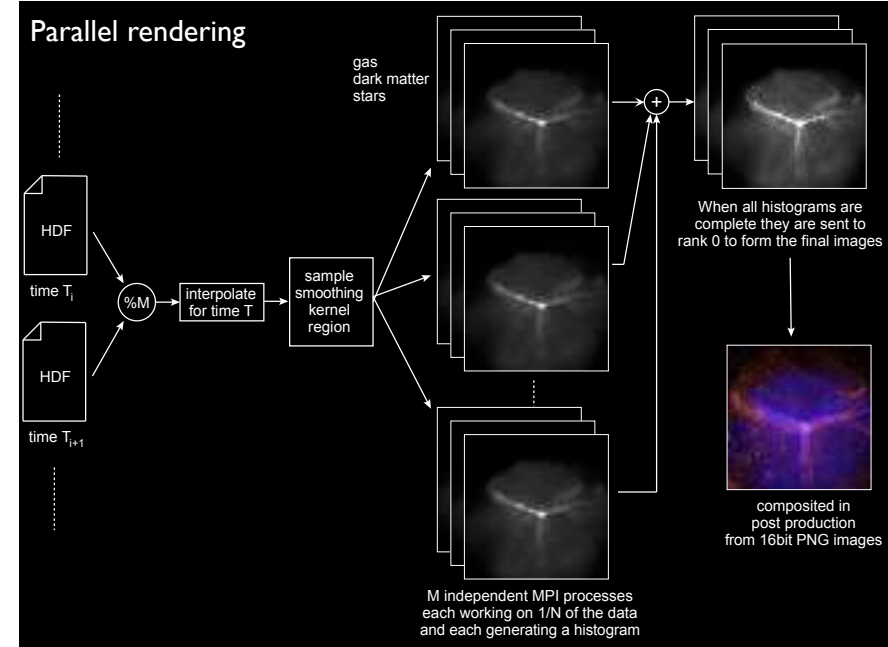 Parallel rendering
gas
dark matter
stars
HDF
time Ti
HDF
time Ti+1
%M
interpolate
for time T
sample
smoothing
kernel
region
+
When all histograms are
complete they are sent to
rank 0 to form the final images
composited in
post production
from 16bit PNG images
M independent MPI processes
each working on 1/N of the data
and each generating a histogram